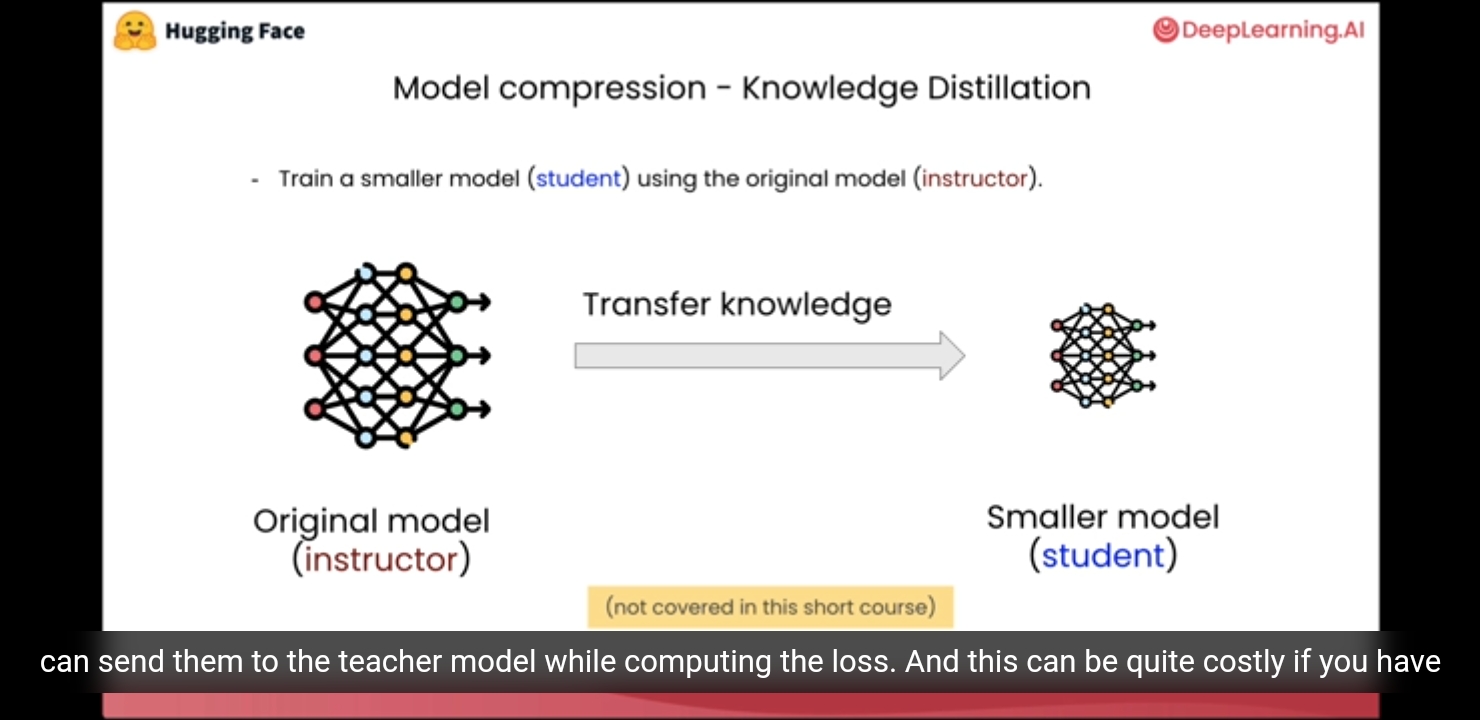 Hugging Face
DeepLearning.AI
Model compression - Knowledge Distillation
- Train a smaller model (student) using the original model (instructor).
Transfer knowledge
Original model
(instructor)
Smaller model
(student)
(not covered in this short course)
can send them to the teacher model while computing the loss. And this can be quite costly if you have